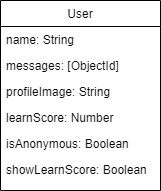 User
name: String
messages: [ObjectId]
profileImage: String
learnScore: Number
isAnonymous: Boolean
showLearnScore: Boolean